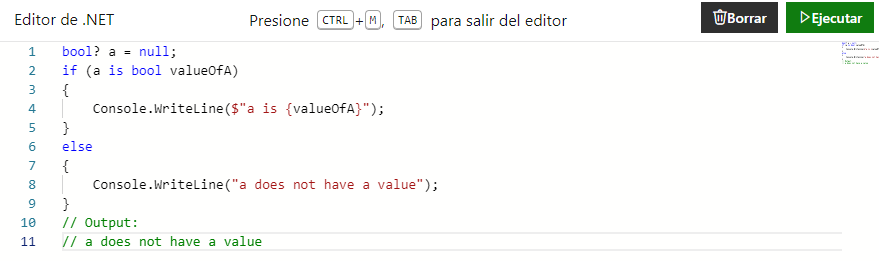 Editor de .NET Presione CTRL+M, TAB para salir del editor Borrar Ejecutar
1 bool? a = null;
2 if (a is bool valueOfA)
3 {
4     Console.WriteLine($"a is {valueOfA}");
5 }
6 else
7 {
8     Console.WriteLine("a does not have a value");
9 }
10 // Output:
11 // a does not have a value